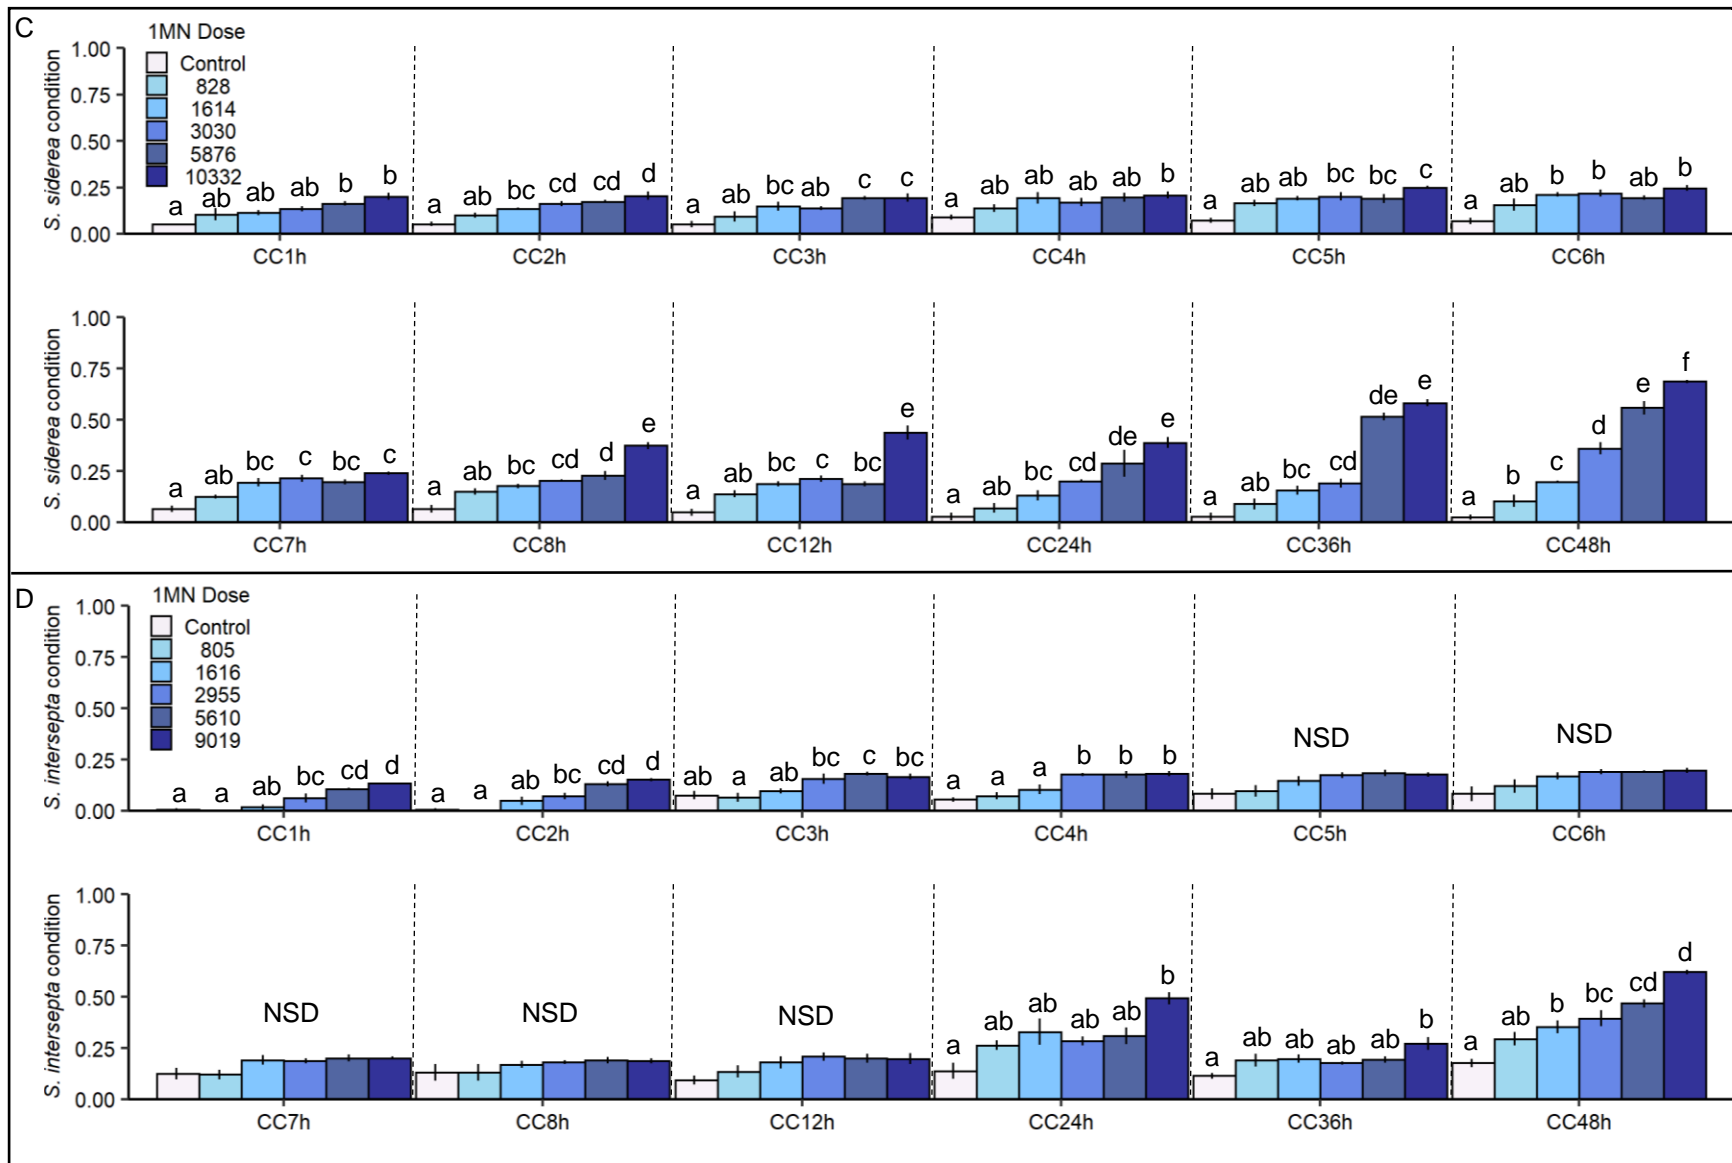 C
1MN Dose
Control
828
1614
3030
5876
10332
S. siderea condition
1.00
0.75
0.50
0.25
0.00
a ab ab ab b b
a ab bc cd cd d
a ab bc ab c c
a ab ab ab ab b
a ab ab bc bc c
a ab b b ab b
CC1h CC2h CC3h CC4h CC5h CC6h
S. siderea condition
1.00
0.75
0.50
0.25
0.00
a ab bc c bc c
a ab bc cd d e
a ab bc c bc e
a ab bc cd de e
a ab bc cd de e
a b c d e f
CC7h CC8h CC12h CC24h CC36h CC48h
D
1MN Dose
Control
805
1616
2955
5610
9019
S. intersepta condition
1.00
0.75
0.50
0.25
0.00
a a ab bc cd d
a a ab bc cd d
ab a ab bc c bc
a a a b b b
NSD
NSD
CC1h CC2h CC3h CC4h CC5h CC6h
S. intersepta condition
1.00
0.75
0.50
0.25
0.00
NSD
NSD
NSD
a ab ab ab ab b
a ab ab ab ab b
a ab b bc cd d
CC7h CC8h CC12h CC24h CC36h CC48h